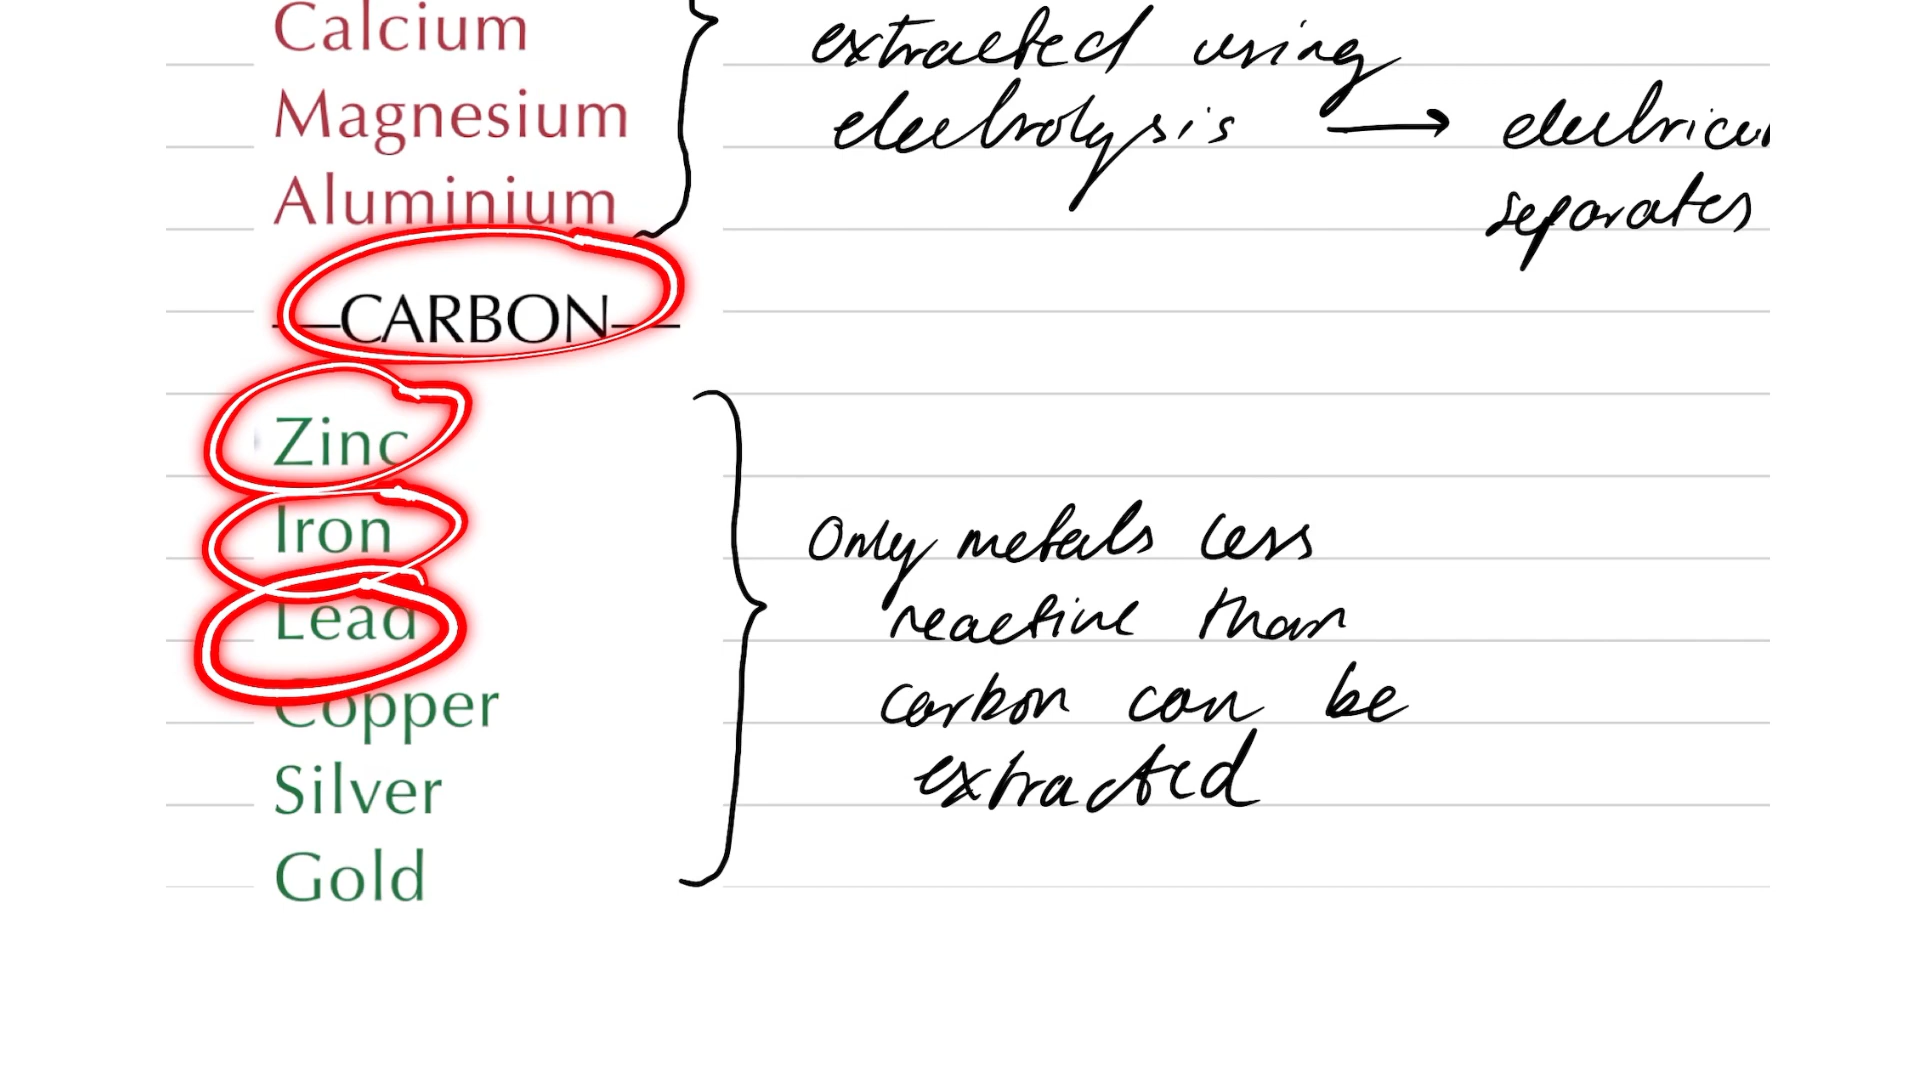 Calcium
Magnesium
Aluminium
extracted using
electrolysis → electrical
separates
CARBON
Zinc
Iron
Lead
Copper
Silver
Gold
Only metals less
reactive than
carbon can be
extracted